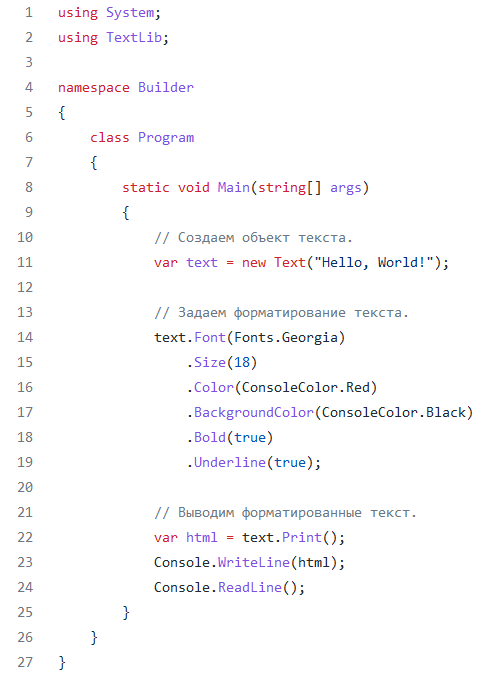 1 using System;
2 using TextLib;
3
4 namespace Builder
5 {
6     class Program
7     {
8         static void Main(string[] args)
9         {
10             // Создаем объект текста.
11             var text = new Text("Hello, World!");
12
13             // Задаем форматирование текста.
14             text.Font(Fonts.Georgia)
15                 .Size(18)
16                 .Color(ConsoleColor.Red)
17                 .BackgroundColor(ConsoleColor.Black)
18                 .Bold(true)
19                 .Underline(true);
20
21             // Выводим форматированные текст.
22             var html = text.Print();
23             Console.WriteLine(html);
24             Console.ReadLine();
25         }
26     }
27 }